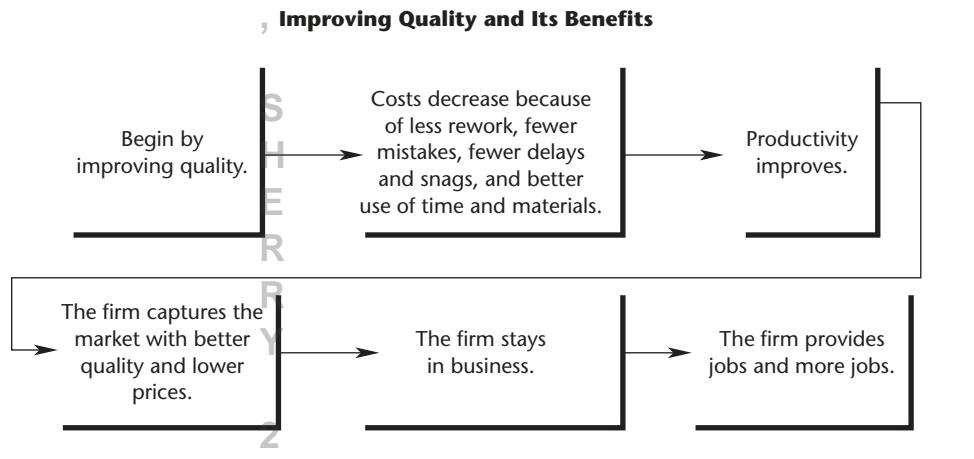 , Improving Quality and Its Benefits
Begin by
improving quality.
Costs decrease because
of less rework, fewer
mistakes, fewer delays
and snags, and better
use of time and materials.
Productivity
improves.
The firm captures the
market with better
quality and lower
prices.
The firm stays
in business.
The firm provides
jobs and more jobs.
S
H
E
R
R
Y
2